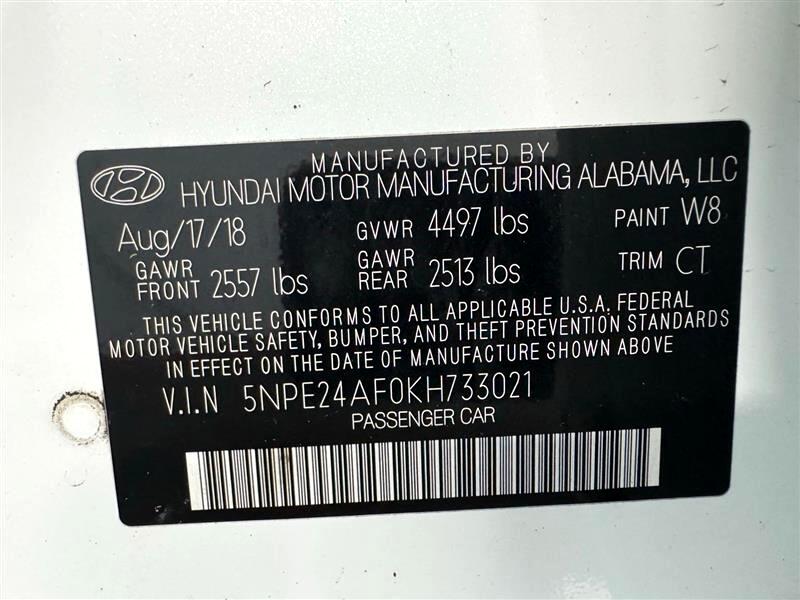 MANUFACTURED BY
HYUNDAI MOTOR MANUFACTURING ALABAMA, LLC
Aug/17/18 GVWR 4497 lbs PAINT W8
GAWR FRONT 2557 lbs GAWR REAR 2513 lbs TRIM CT
THIS VEHICLE CONFORMS TO ALL APPLICABLE U.S.A. FEDERAL
MOTOR VEHICLE SAFETY, BUMPER, AND THEFT PREVENTION STANDARDS
IN EFFECT ON THE DATE OF MANUFACTURE SHOWN ABOVE
V.I.N 5NPE24AF0KH733021
PASSENGER CAR